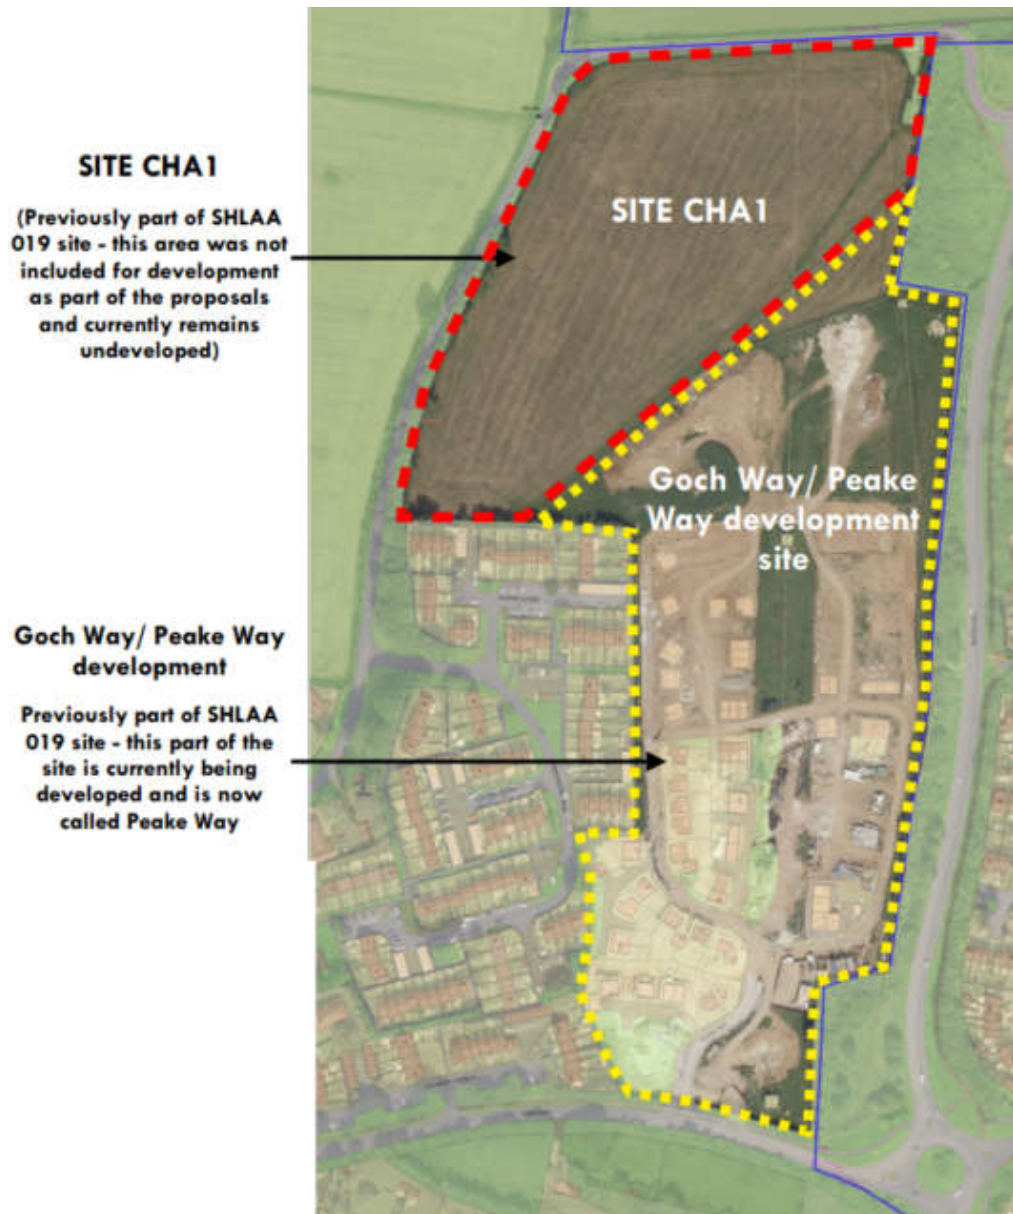 SITE CHA1
(Previously part of SHLAA
019 site - this area was not
included for development
as part of the proposals
and currently remains
undeveloped)
SITE CHA1
Goch Way/ Peake
Way development
site
Goch Way/ Peake Way
development
Previously part of SHLAA
019 site - this part of the
site is currently being
developed and is now
called Peake Way